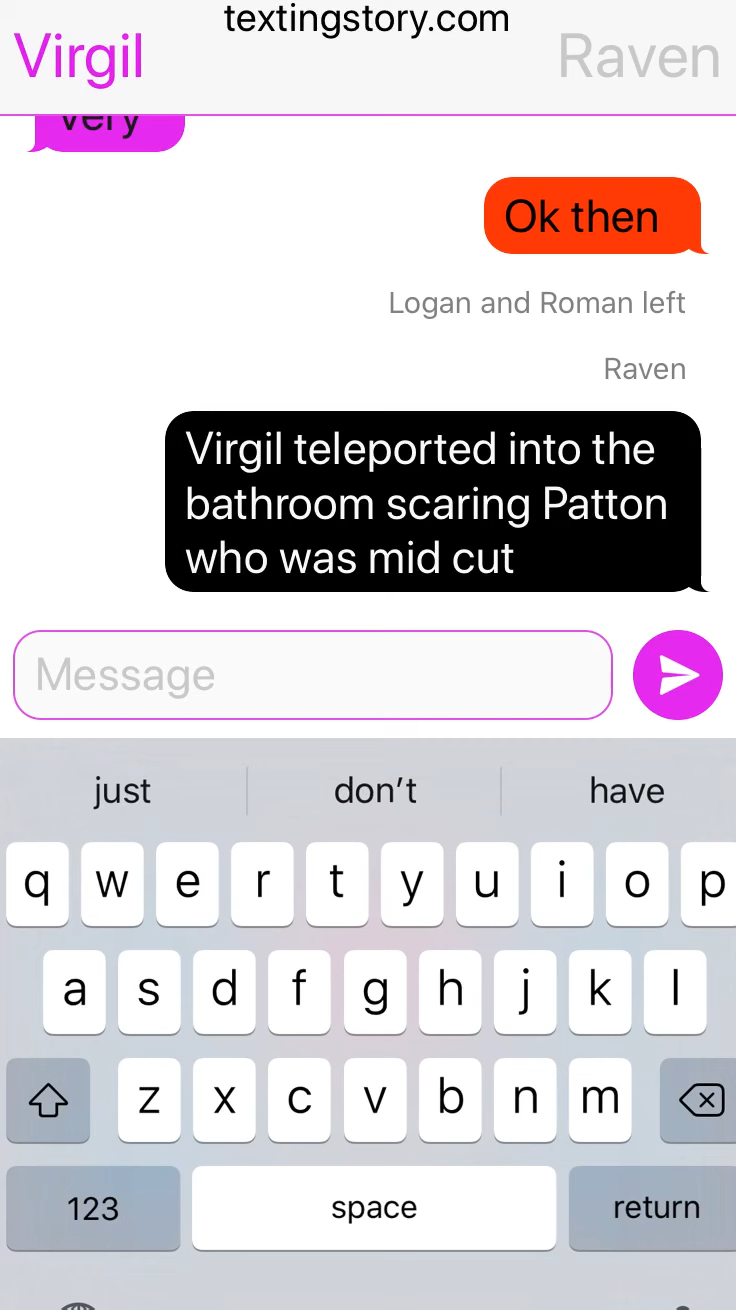 textingstory.com
Virgil
Raven
very
Ok then
Logan and Roman left
Raven
Virgil teleported into the
bathroom scaring Patton
who was mid cut
Message
just don't have
q w e r t y u i o p
a s d f g h j k l
z x c v b n m
123 space return